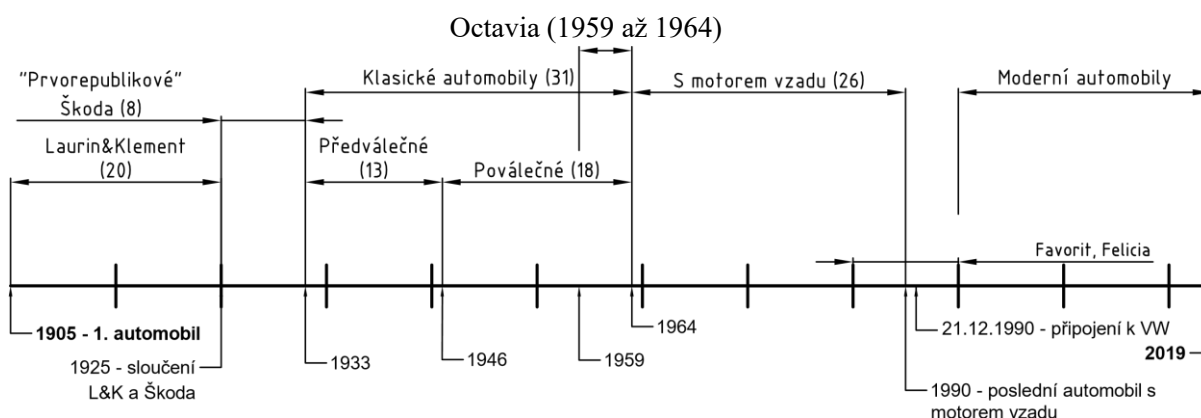 Octavia (1959 až 1964)
"Prvorepublikové"
Škoda (8)
Klasické automobily (31)
S motorem vzadu (26)
Moderní automobily
Laurin&Klement
(20)
Předválečné
(13)
Poválečné (18)
Favorit, Felicia
1905 - 1. automobil
1925 - sloučení
L&K a Škoda
1933
1946
1959
1964
21.12.1990 - připojení k VW
2019
1990 - poslední automobil s
motorem vzadu